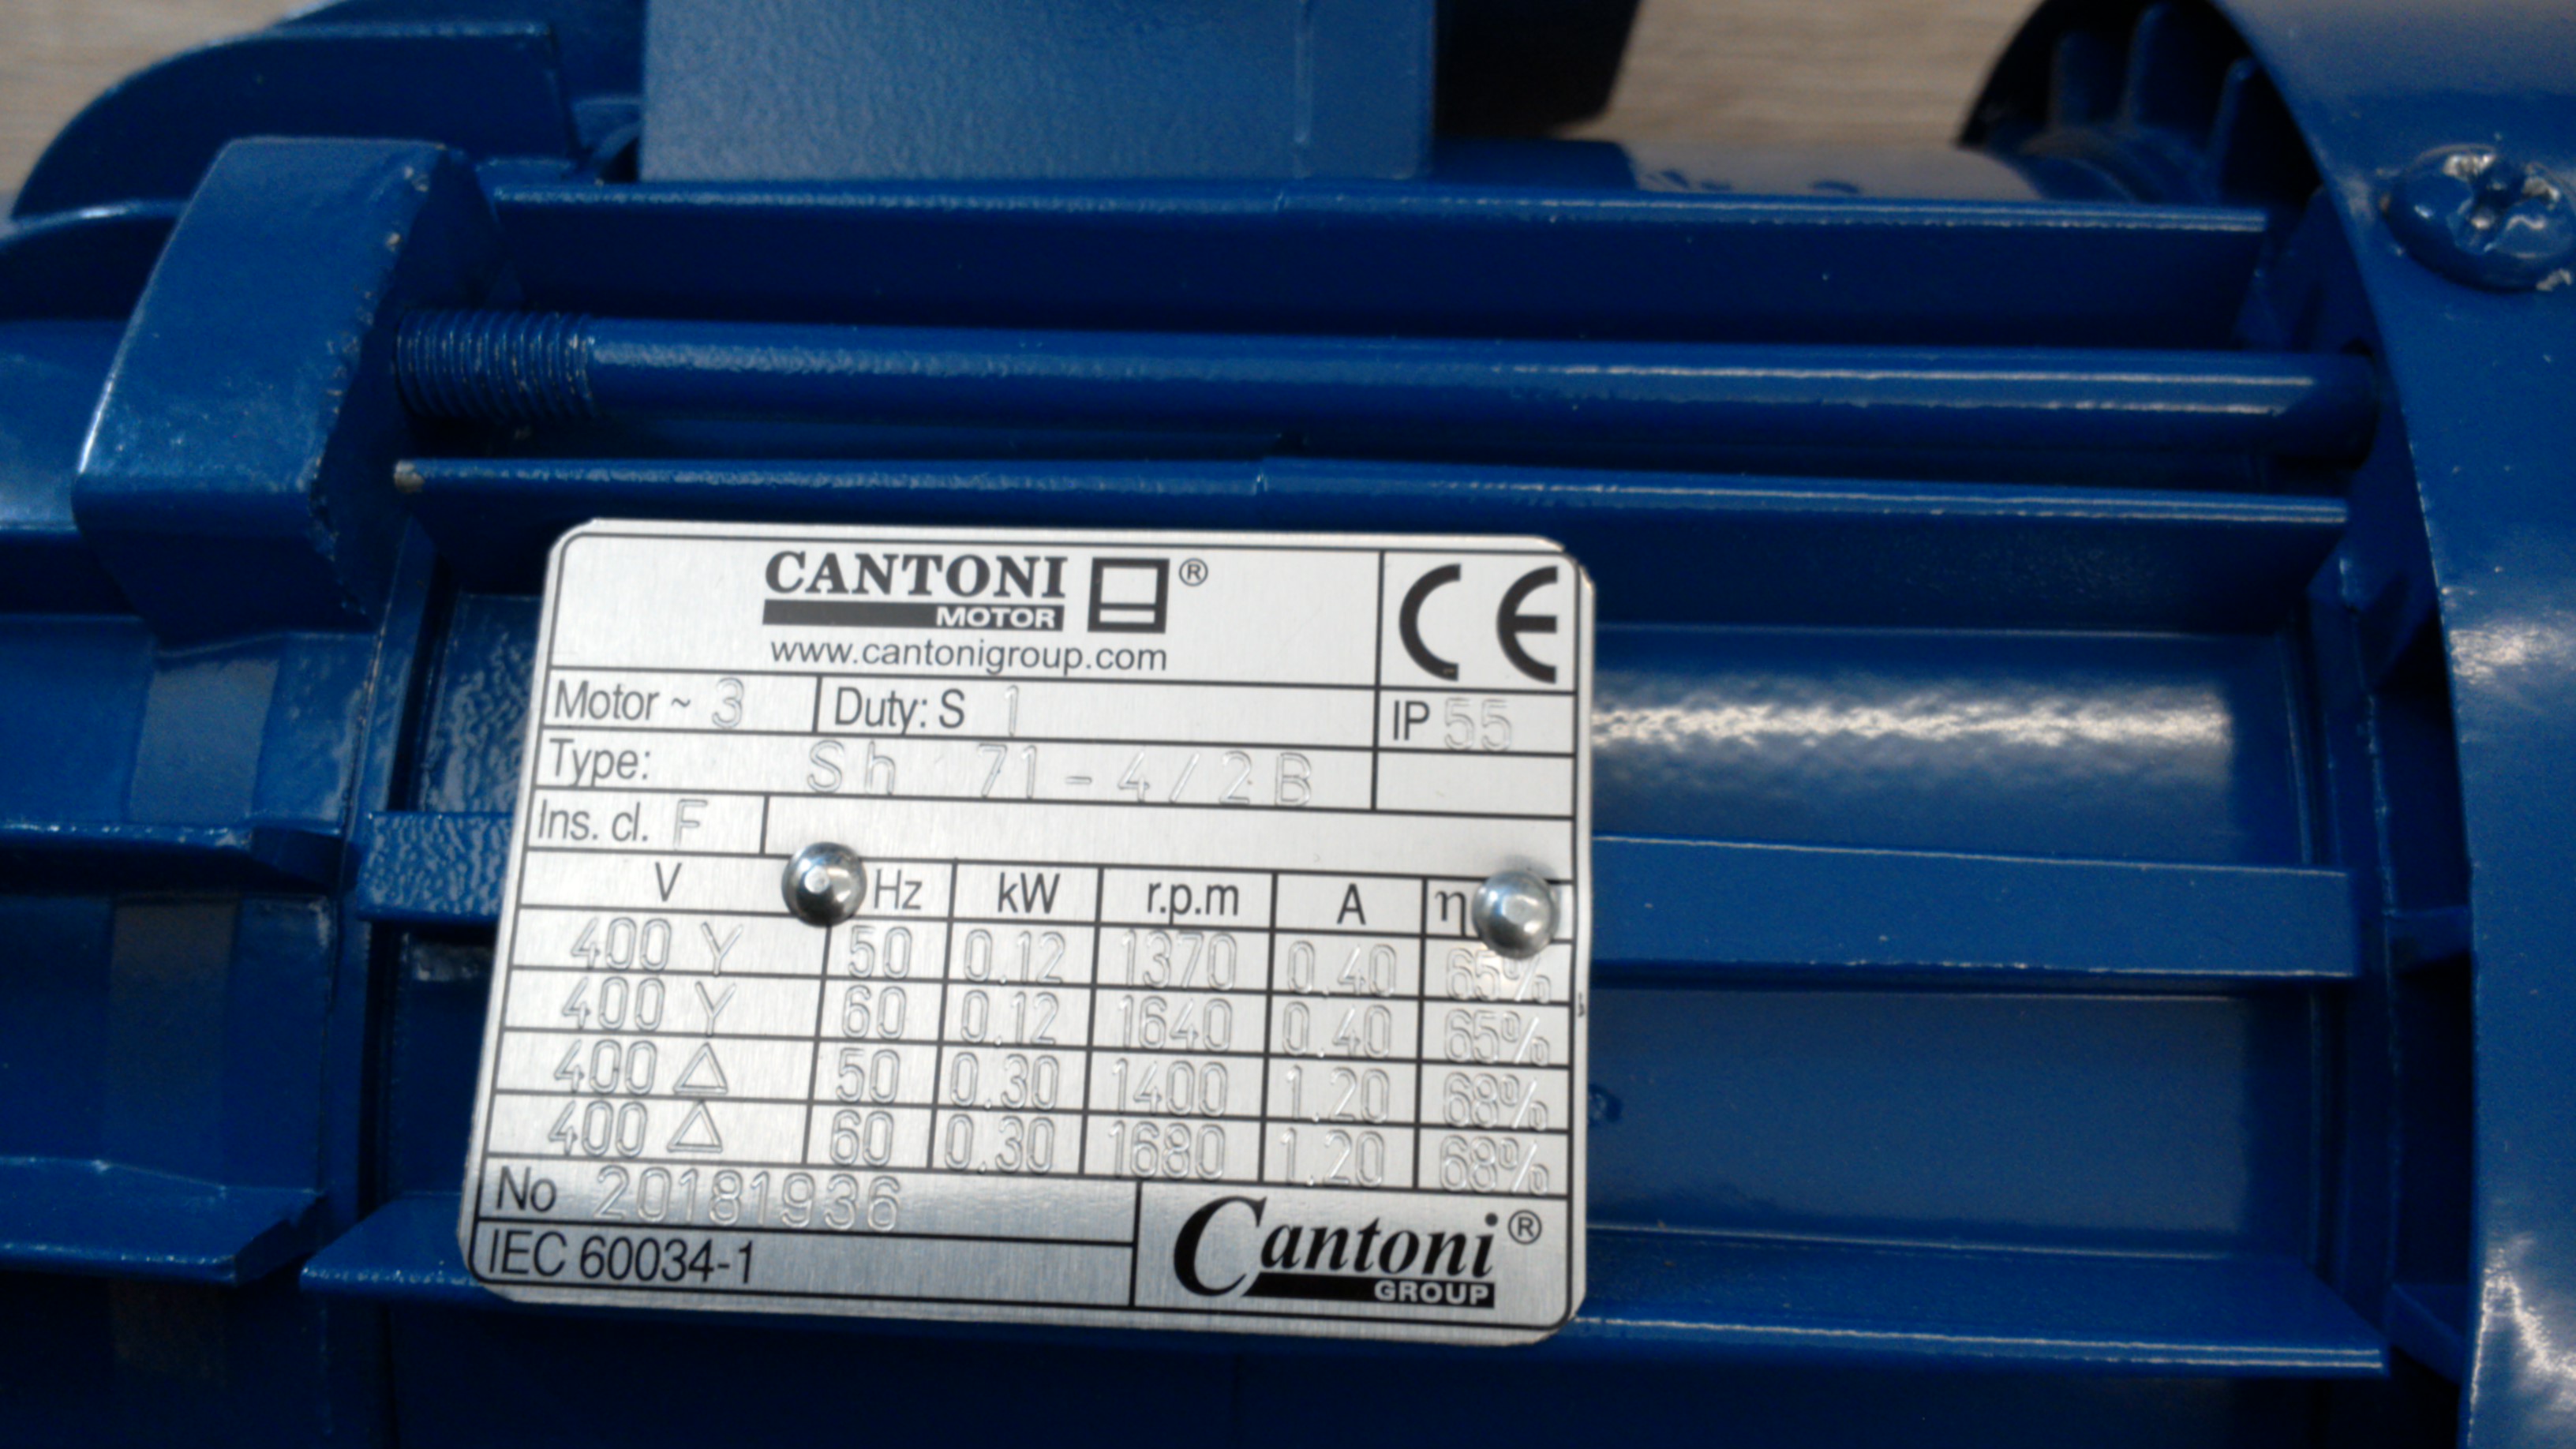 CANTONI ®
MOTOR
www.cantonigroup.com
CE
Motor ~ 3 Duty: S 1 IP 55
Type: Sh 71-4/2B
Ins. cl. F
V Hz kW r.p.m A η
400 Y 50 0.12 1370 0.40 65%
400 Y 60 0.12 1640 0.40 65%
400 △ 50 0.30 1400 1.20 68%
400 △ 60 0.30 1680 1.20 68%
No 20181936
IEC 60034-1
Cantoni ®
GROUP